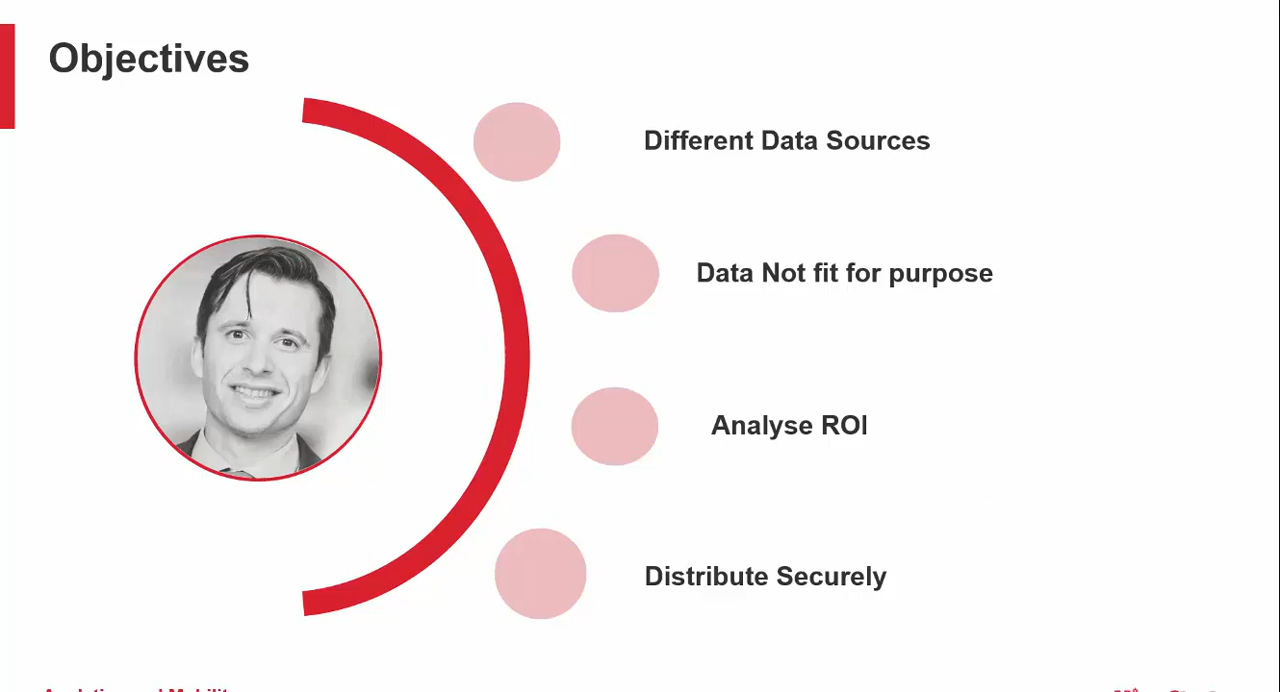 Objectives
Different Data Sources
Data Not fit for purpose
Analyse ROI
Distribute Securely